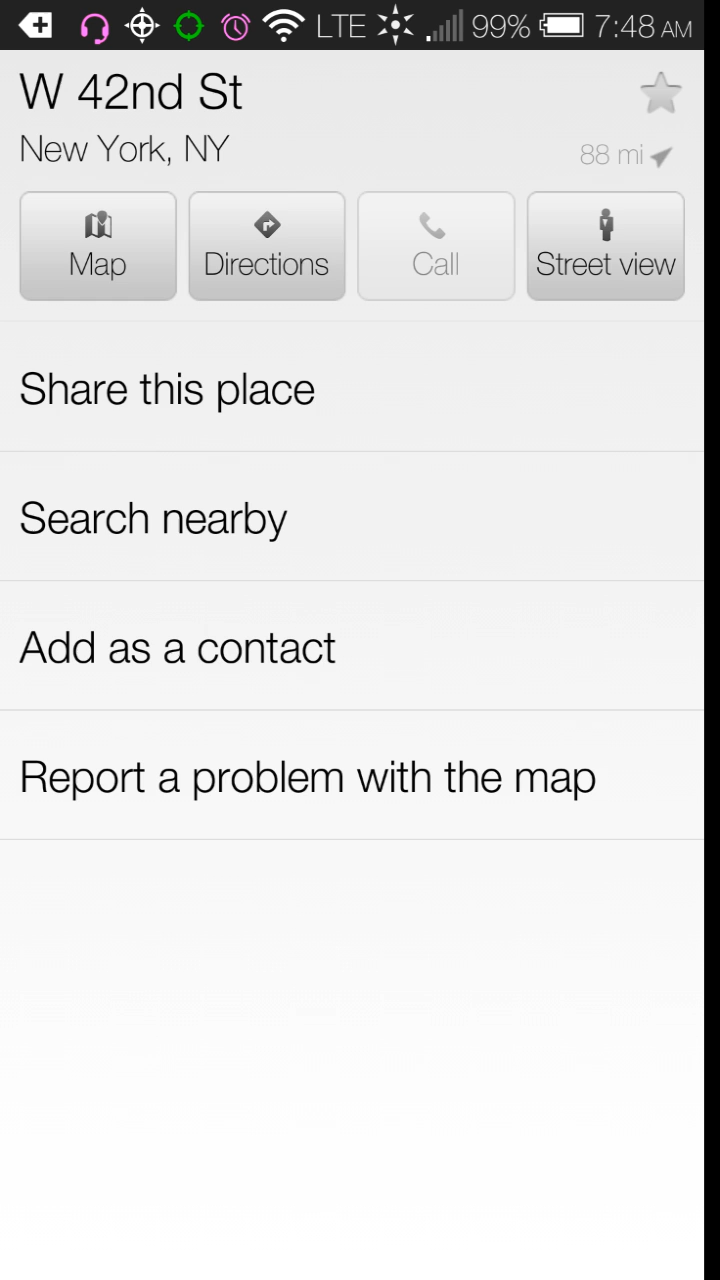 LTE 99% 7:48 AM
W 42nd St
New York, NY
88 mi
Map Directions Call Street view
Share this place
Search nearby
Add as a contact
Report a problem with the map